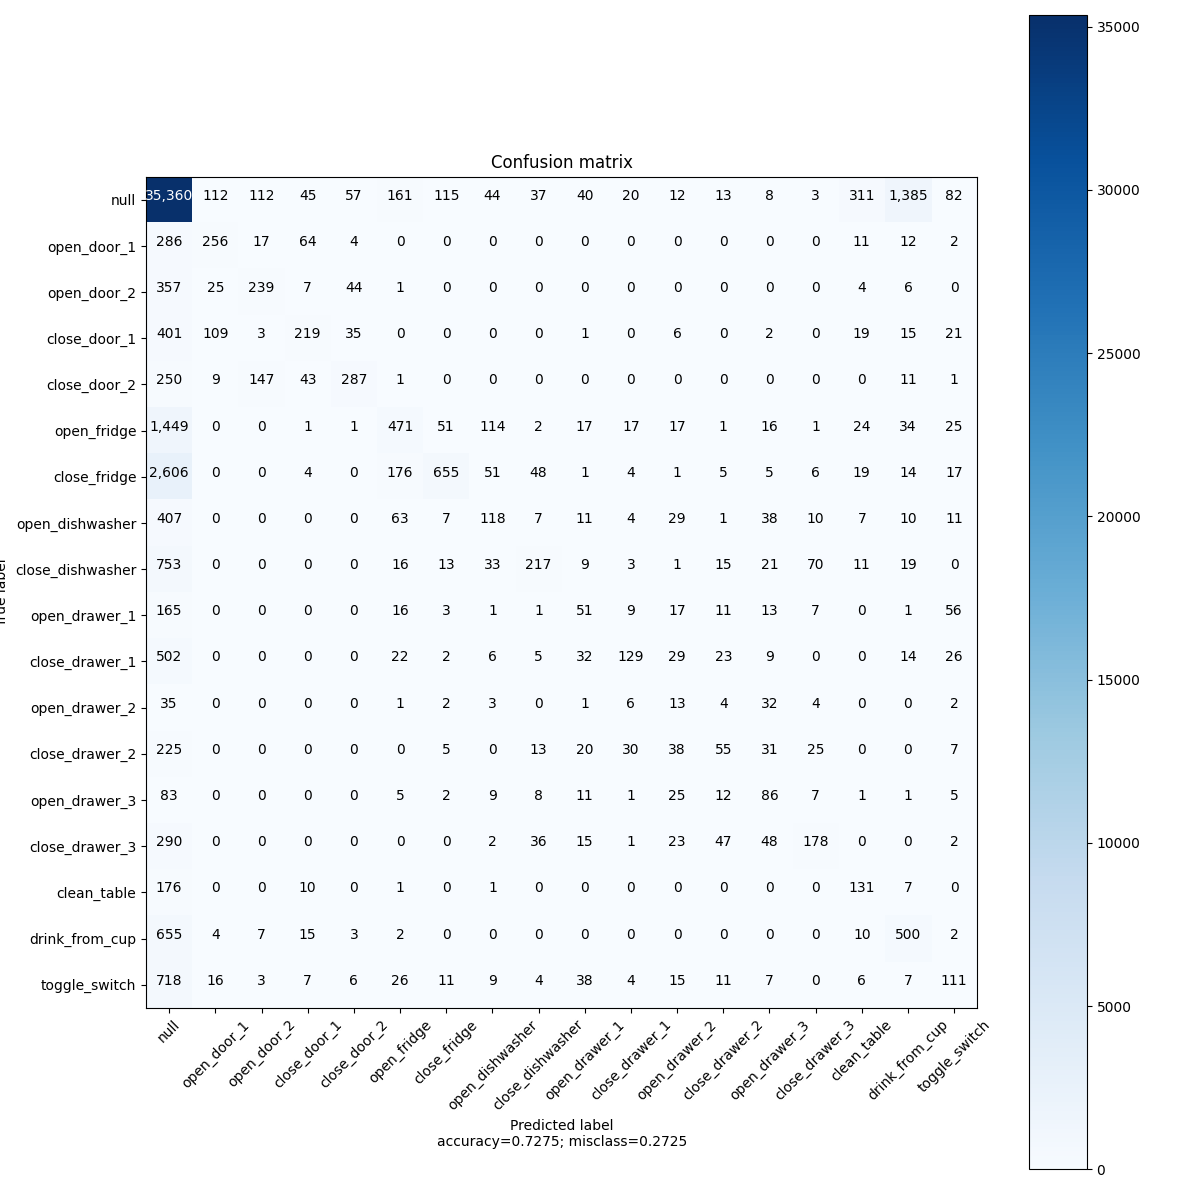 Confusion matrix
null 35,360 112 112 45 57 161 115 44 37 40 20 12 13 8 3 311 1,385 82
open_door_1 286 256 17 64 4 0 0 0 0 0 0 0 0 0 0 11 12 2
open_door_2 357 25 239 7 44 1 0 0 0 0 0 0 0 0 0 4 6 0
close_door_1 401 109 3 219 35 0 0 0 0 1 0 6 0 2 0 19 15 21
close_door_2 250 9 147 43 287 1 0 0 0 0 0 0 0 0 0 0 11 1
open_fridge 1,449 0 0 1 1 471 51 114 2 17 17 17 1 16 1 24 34 25
close_fridge 2,606 0 0 4 0 176 655 51 48 1 4 1 5 5 6 19 14 17
open_dishwasher 407 0 0 0 0 63 7 118 7 11 4 29 1 38 10 7 10 11
close_dishwasher 753 0 0 0 0 16 13 33 217 9 3 1 15 21 70 11 19 0
open_drawer_1 165 0 0 0 0 16 3 1 1 51 9 17 11 13 7 0 1 56
close_drawer_1 502 0 0 0 0 22 2 6 5 32 129 29 23 9 0 0 14 26
open_drawer_2 35 0 0 0 0 1 2 3 0 1 6 13 4 32 4 0 0 2
close_drawer_2 225 0 0 0 0 0 5 0 13 20 30 38 55 31 25 0 0 7
open_drawer_3 83 0 0 0 0 5 2 9 8 11 1 25 12 86 7 1 1 5
close_drawer_3 290 0 0 0 0 0 0 2 36 15 1 23 47 48 178 0 0 2
clean_table 176 0 0 10 0 1 0 1 0 0 0 0 0 0 0 131 7 0
drink_from_cup 655 4 7 15 3 2 0 0 0 0 0 0 0 0 0 10 500 2
toggle_switch 718 16 3 7 6 26 11 9 4 38 4 15 11 7 0 6 7 111
null open_door_1 open_door_2 close_door_1 close_door_2 open_fridge close_fridge open_dishwasher close_dishwasher open_drawer_1 close_drawer_1 open_drawer_2 close_drawer_2 open_drawer_3 close_drawer_3 clean_table drink_from_cup toggle_switch
Predicted label
accuracy=0.7275; misclass=0.2725
35000
30000
25000
20000
15000
10000
5000
0